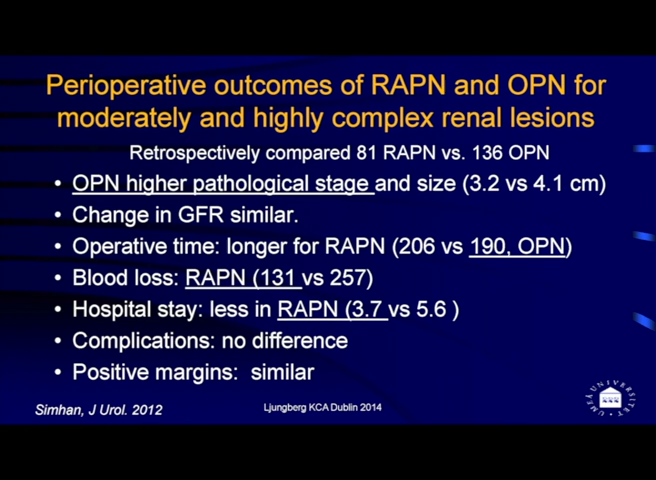 Perioperative outcomes of RAPN and OPN for
moderately and highly complex renal lesions
Retrospectively compared 81 RAPN vs. 136 OPN
• OPN higher pathological stage and size (3.2 vs 4.1 cm)
• Change in GFR similar.
• Operative time: longer for RAPN (206 vs 190, OPN)
• Blood loss: RAPN (131 vs 257)
• Hospital stay: less in RAPN (3.7 vs 5.6 )
• Complications: no difference
• Positive margins: similar
Simhan, J Urol. 2012
Ljungberg KCA Dublin 2014
UMEÅ UNIVERSITET